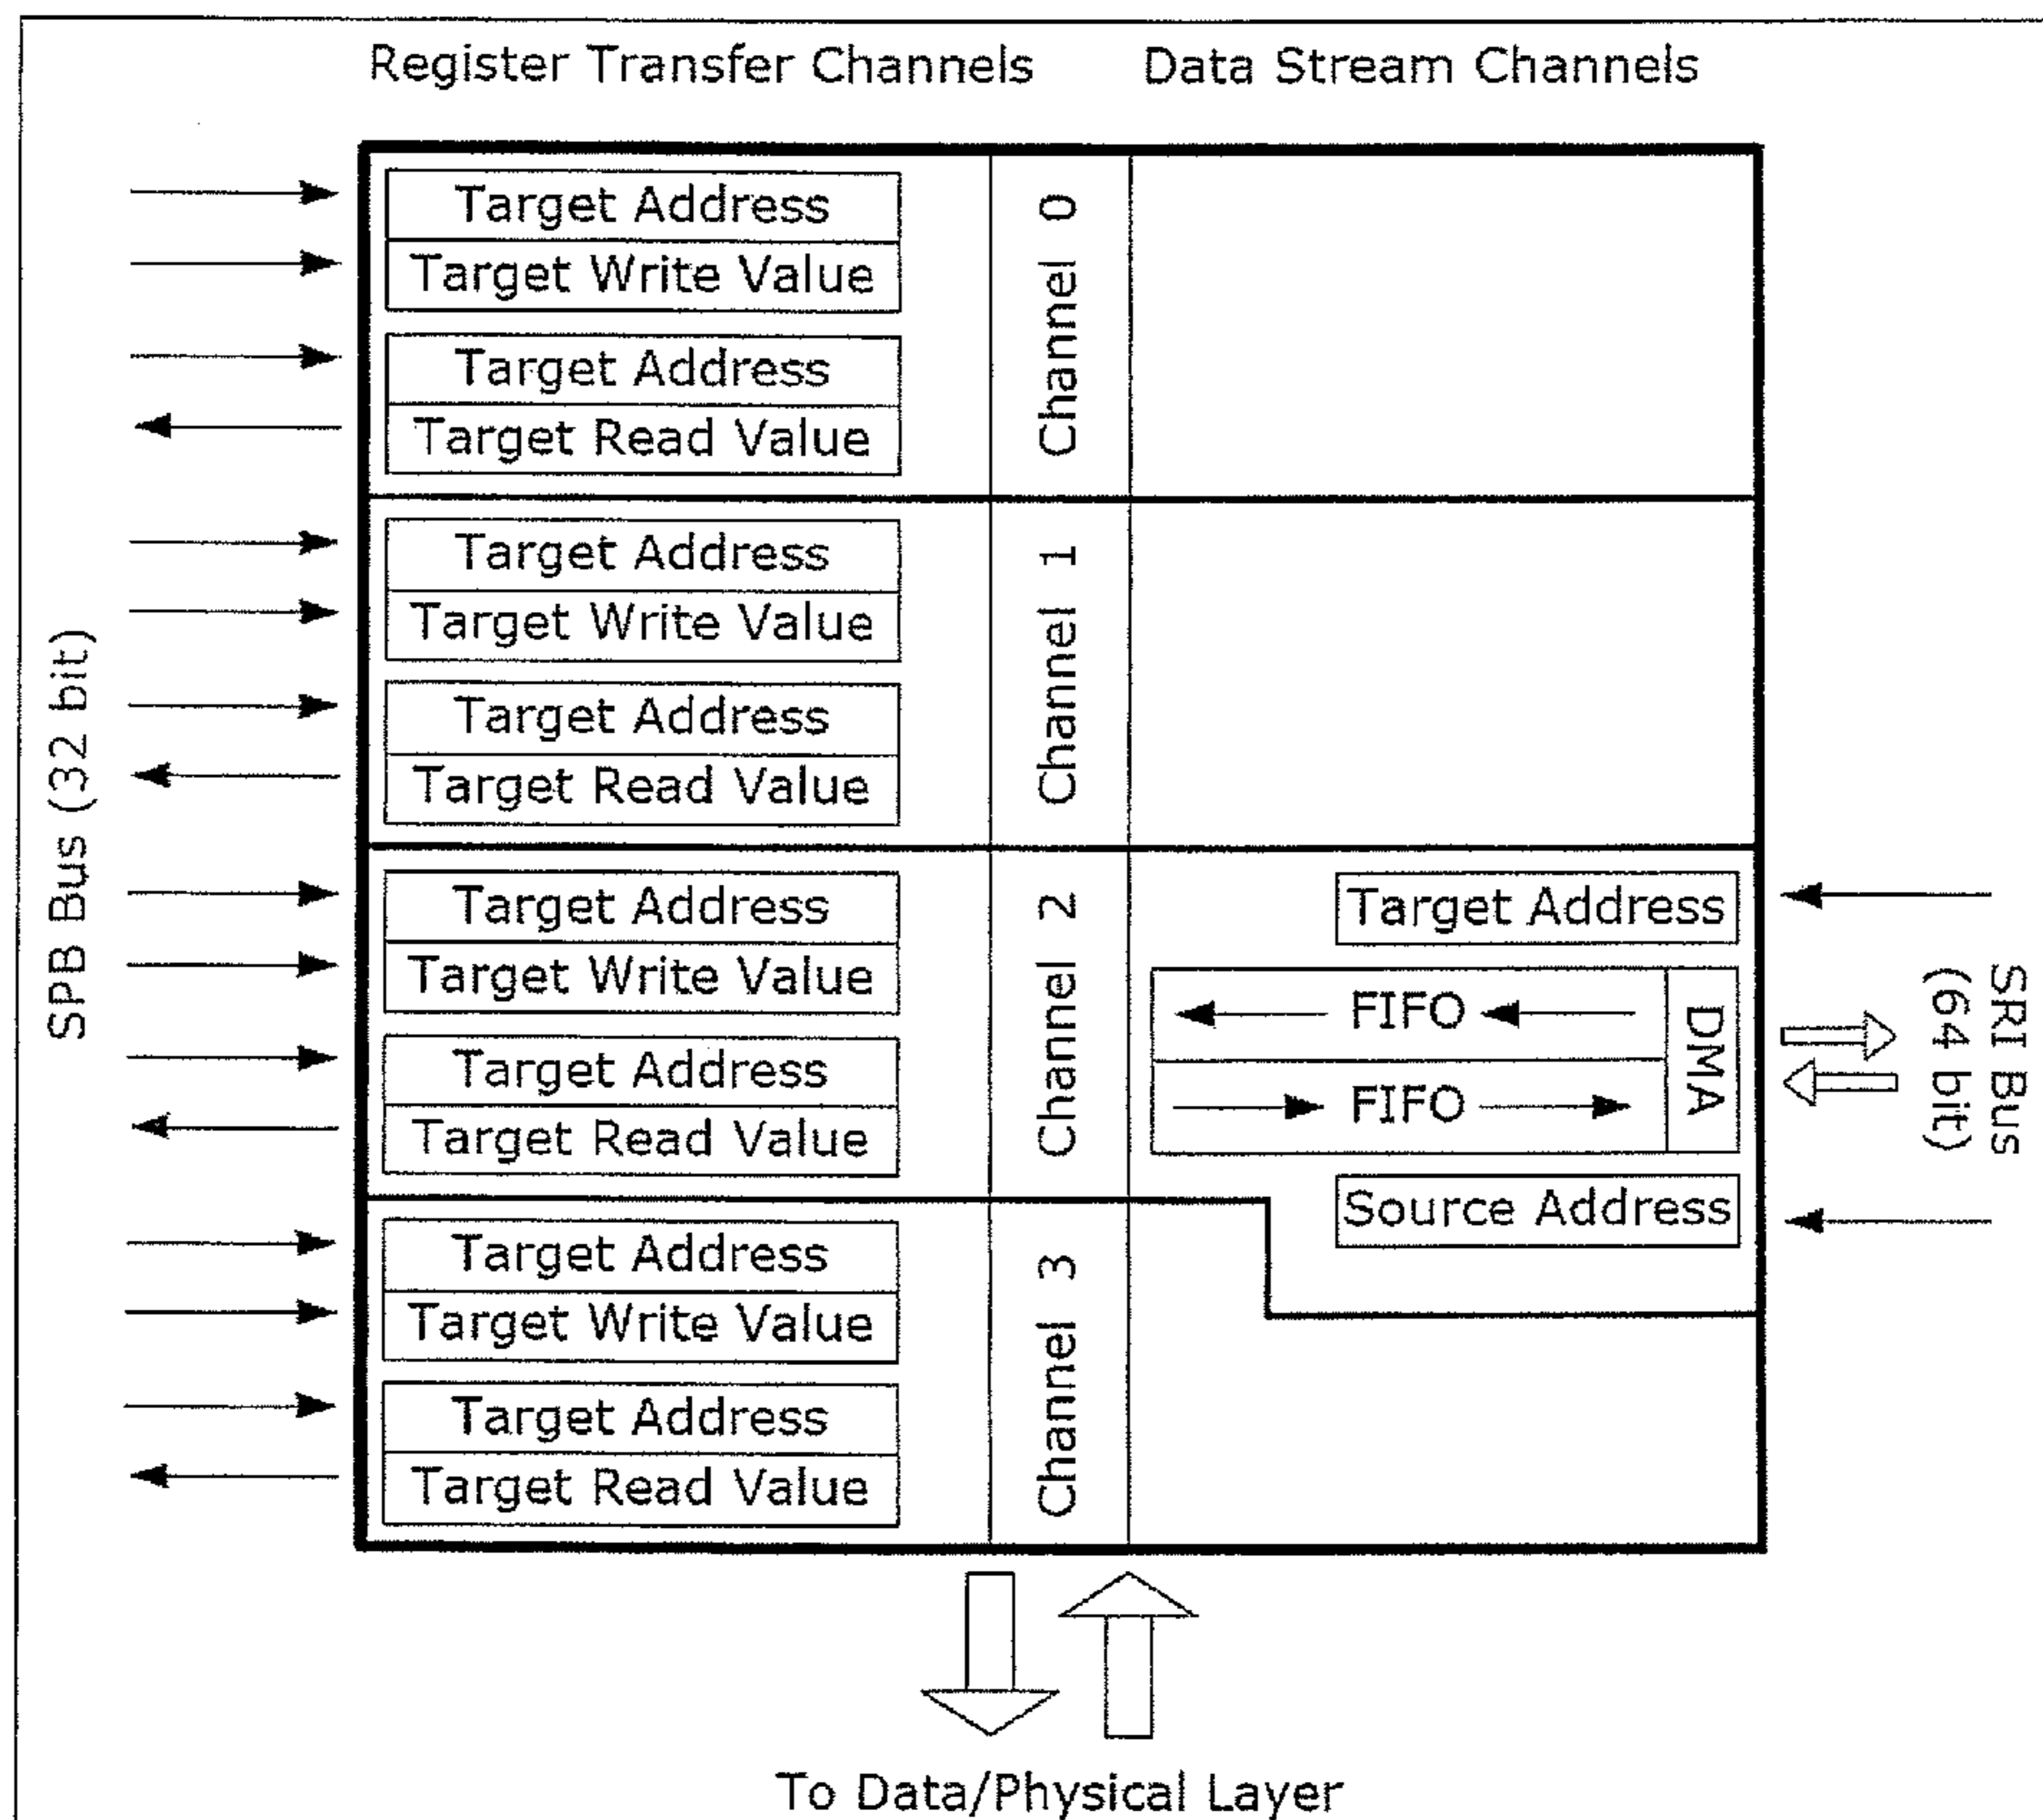 Register Transfer Channels
Data Stream Channels
SPB Bus (32 bit)
Target Address
Target Write Value
Target Address
Target Read Value
Channel 0
Target Address
Target Write Value
Target Address
Target Read Value
Channel 1
Target Address
Target Write Value
Target Address
Target Read Value
Channel 2
Target Address
FIFO
FIFO
DMA
Source Address
SRI Bus
(64 bit)
Target Address
Target Write Value
Target Address
Target Read Value
Channel 3
To Data/Physical Layer